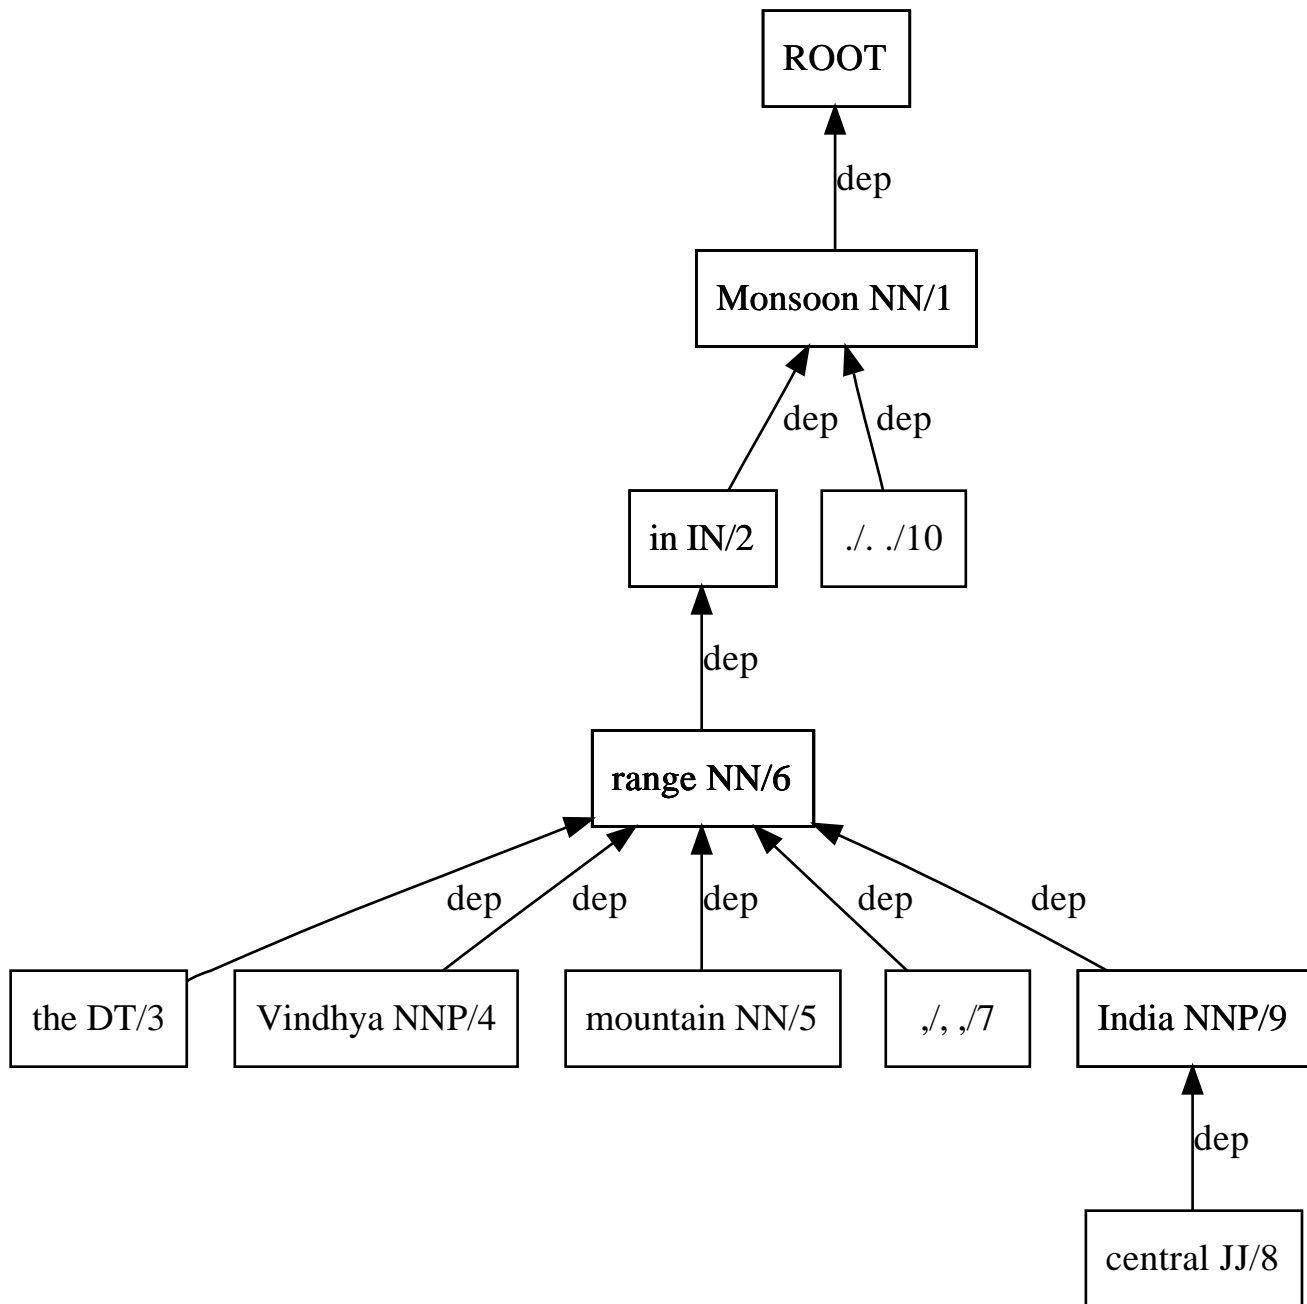 ROOT
dep
Monsoon NN/1
dep dep
in IN/2 ./. ./10
dep
range NN/6
dep dep dep dep dep
the DT/3 Vindhya NNP/4 mountain NN/5 ,/, ,/7 India NNP/9
dep
central JJ/8